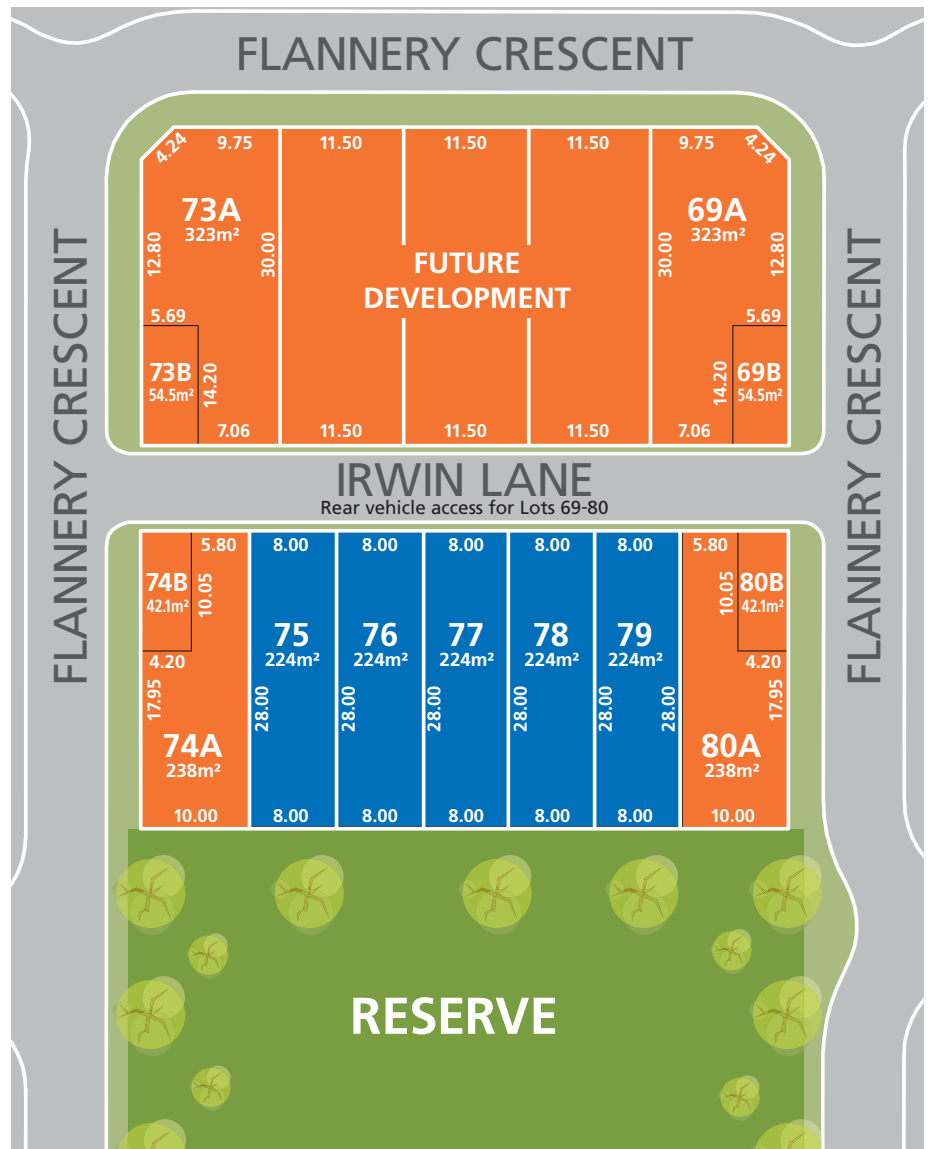 FLANNERY CRESCENT
4.24 9.75 11.50 11.50 11.50 9.75 4.24
73A 69A
323m² 323m²
12.80 30.00 30.00 12.80
FUTURE
DEVELOPMENT
5.69 5.69
73B 69B
54.5m² 54.5m²
14.20 14.20
7.06 11.50 11.50 11.50 7.06
FLANNERY CRESCENT
FLANNERY CRESCENT
IRWIN LANE
Rear vehicle access for Lots 69-80
5.80 8.00 8.00 8.00 8.00 8.00 5.80
74B 80B
42.1m² 42.1m²
10.05 10.05
75 76 77 78 79
224m² 224m² 224m² 224m² 224m²
4.20 4.20
17.95 28.00 28.00 28.00 28.00 28.00 28.00 17.95
74A 80A
238m² 238m²
10.00 8.00 8.00 8.00 8.00 8.00 10.00
RESERVE